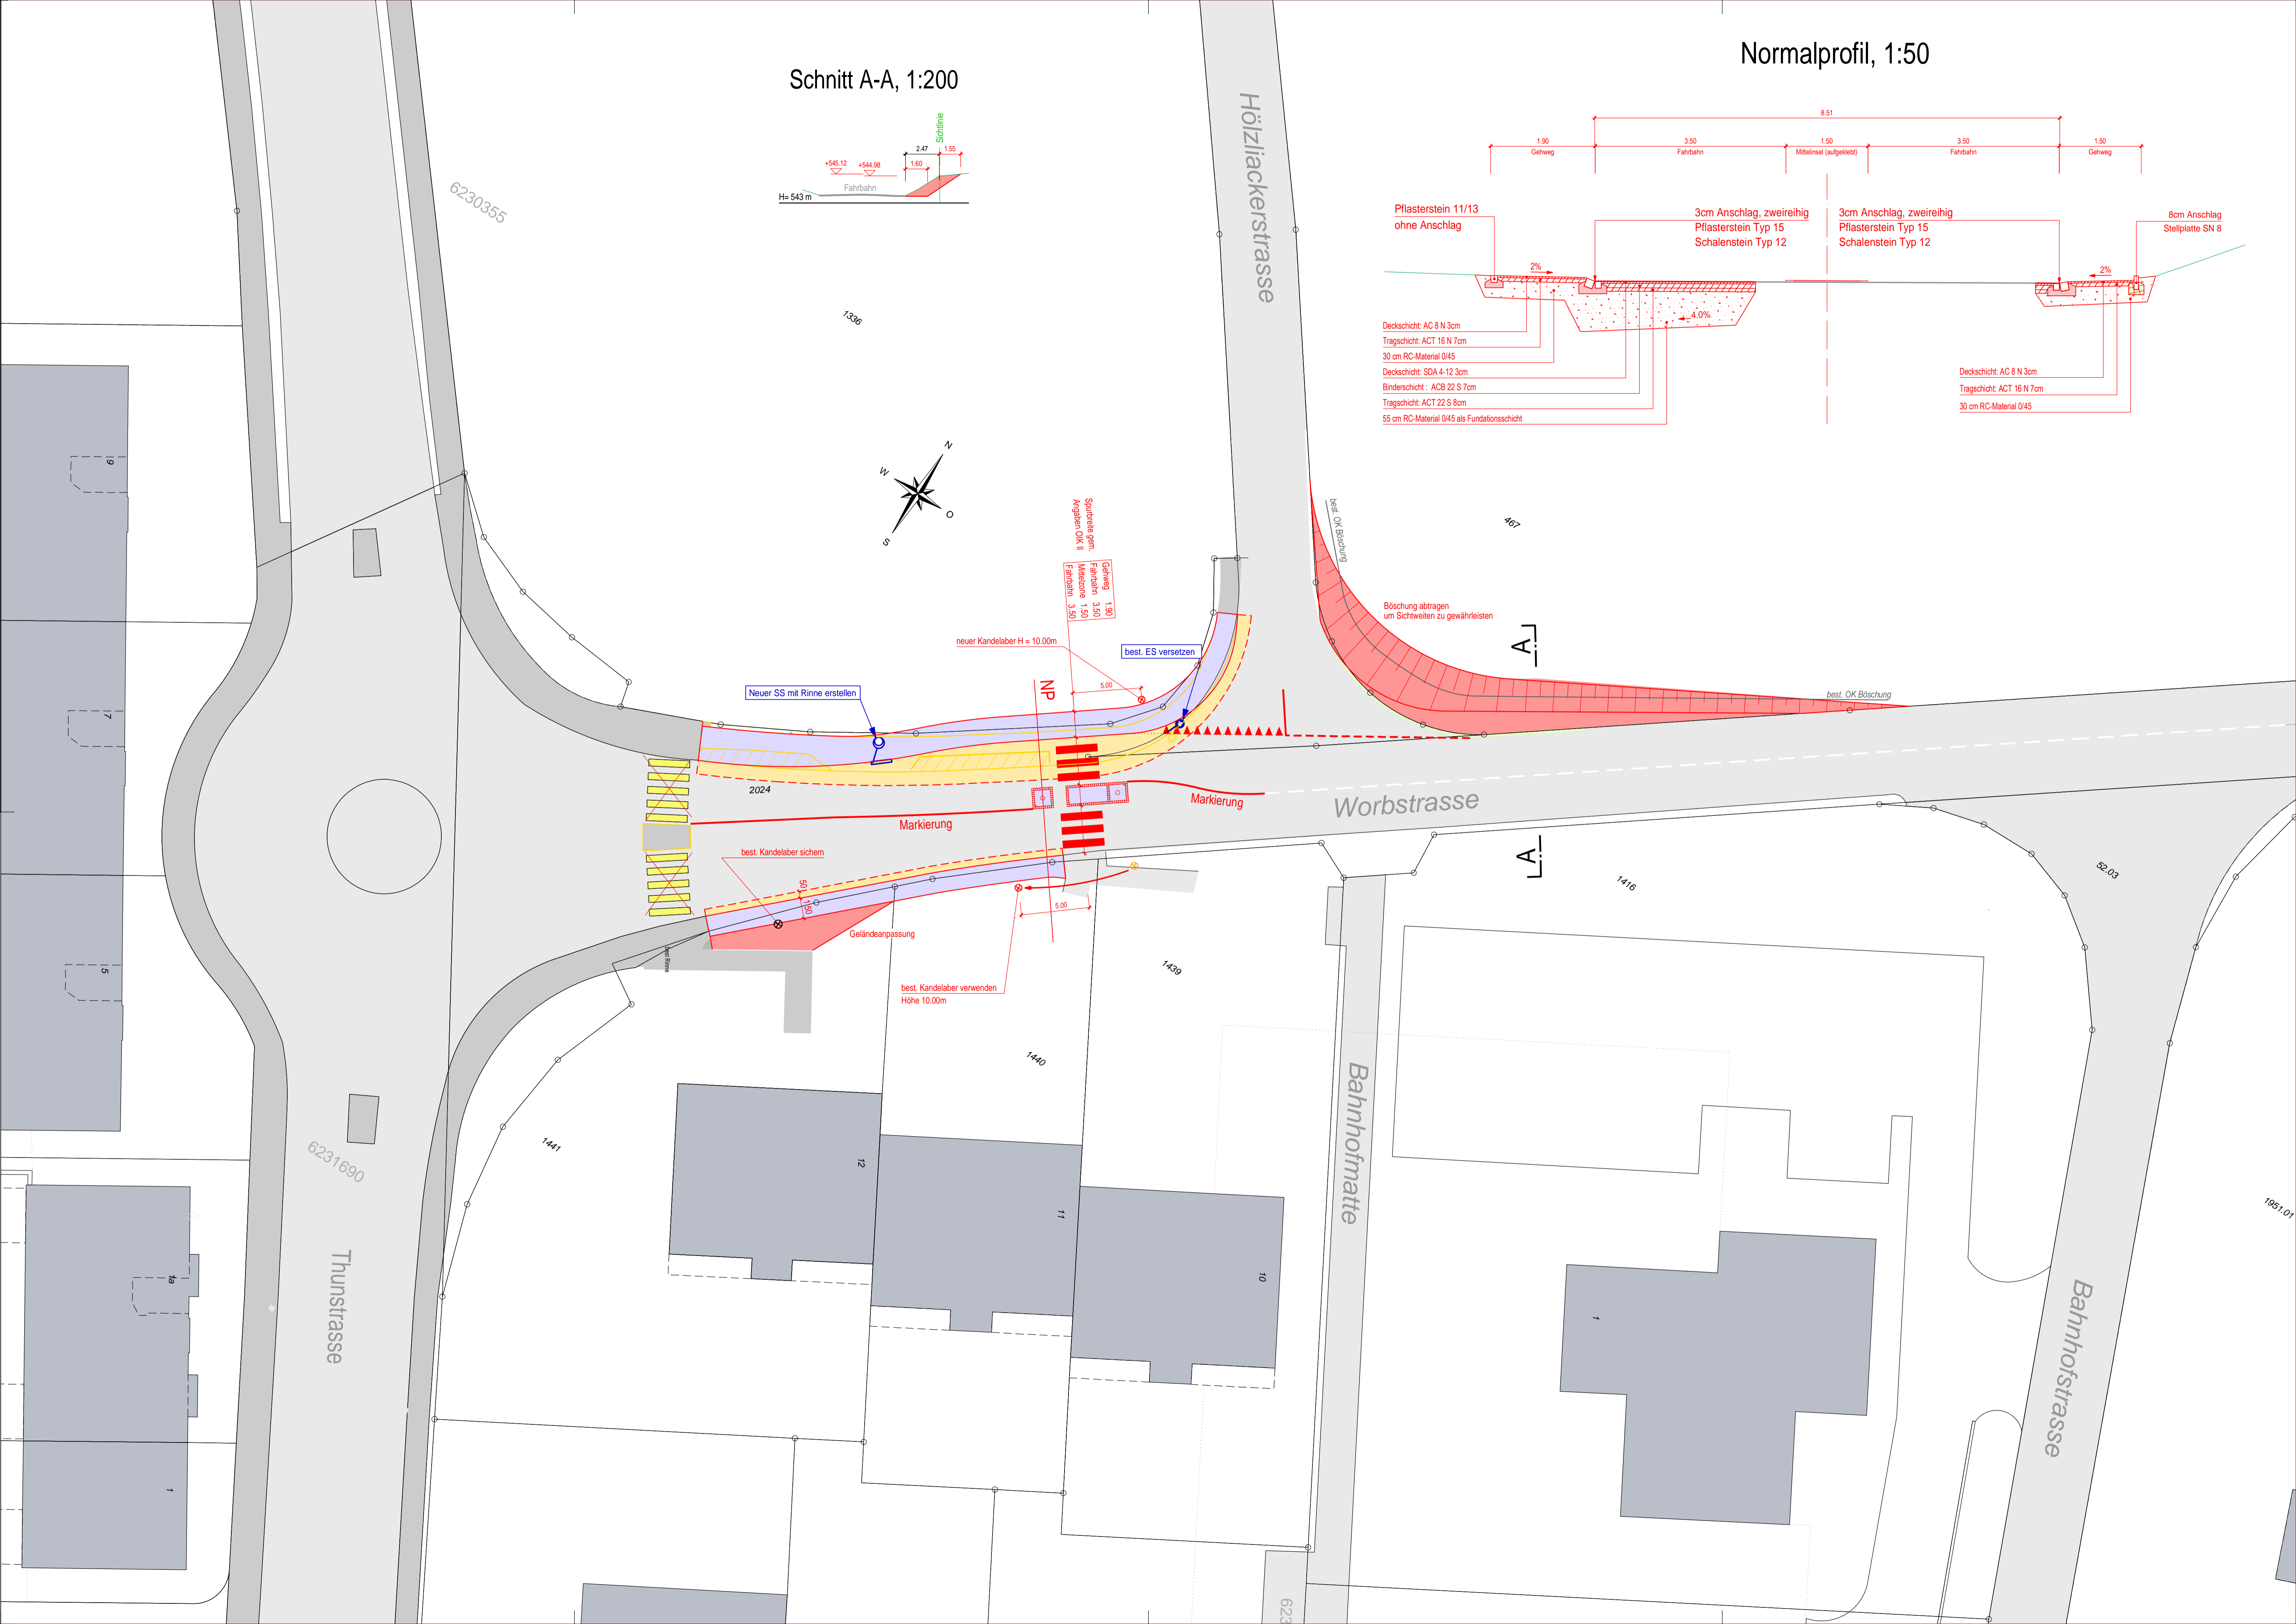 Schnitt A-A, 1:200
Sichtlinie
2.47
1.55
+545.12
+544.98
1.60
Fahrbahn
H= 543 m
Normalprofil, 1:50
8.51
1.90
3.50
1.50
3.50
1.50
Gehweg
Fahrbahn
Mittelinsel (aufgeklebt)
Fahrbahn
Gehweg
Pflasterstein 11/13
ohne Anschlag
3cm Anschlag, zweireihig
Pflasterstein Typ 15
Schalenstein Typ 12
3cm Anschlag, zweireihig
Pflasterstein Typ 15
Schalenstein Typ 12
8cm Anschlag
Stellplatte SN 8
2%
2%
4.0%
Deckschicht: AC 8 N 3cm
Tragschicht: ACT 16 N 7cm
30 cm RC-Material 0/45
Deckschicht: SDA 4-12 3cm
Binderschicht : ACB 22 S 7cm
Tragschicht: ACT 22 S 8cm
55 cm RC-Material 0/45 als Fundationsschicht
Deckschicht: AC 8 N 3cm
Tragschicht: ACT 16 N 7cm
30 cm RC-Material 0/45
Hölzliackerstrasse
6230355
1336
467
9
7
5
N
W
O
S
Spurbreite gem.
Angaben OIK II
Gehweg 1.90
Fahrbahn 3.50
Mittelzone 1.50
Fahrbahn 3.50
best. OK Böschung
Böschung abtragen
um Sichtweiten zu gewährleisten
A
neuer Kandelaber H = 10.00m
best. ES versetzen
Neuer SS mit Rinne erstellen
NP
5.00
best. OK Böschung
2024
Markierung
Markierung
Worbstrasse
best. Kandelaber sichern
50
1.50
A
5.00
Geländeanpassung
best Rinne
best. Kandelaber verwenden
Höhe 10.00m
1416
52.03
1439
1440
1441
12
11
10
1
Bahnhofmatte
Bahnhofstrasse
1951.01
6231690
Thunstrasse
1a
1
623